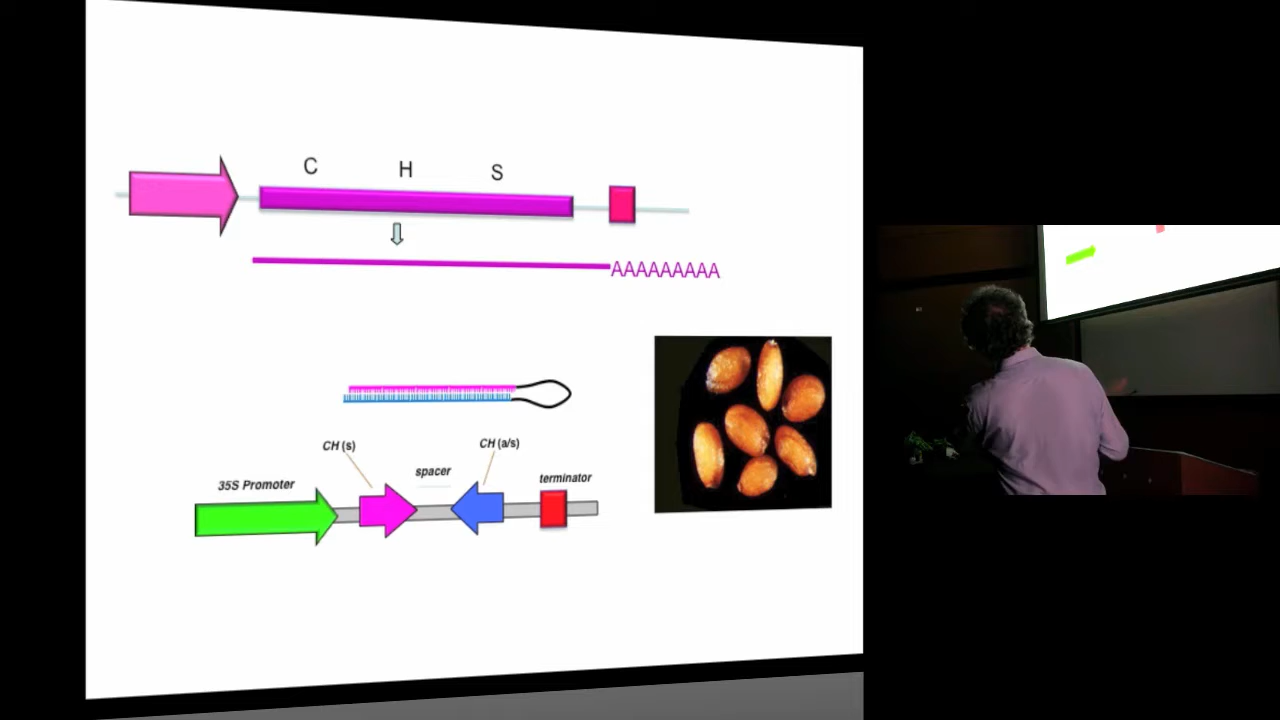 C H S
AAAAAAAAA
CH (s)
CH (a/s)
35S Promoter
spacer
terminator